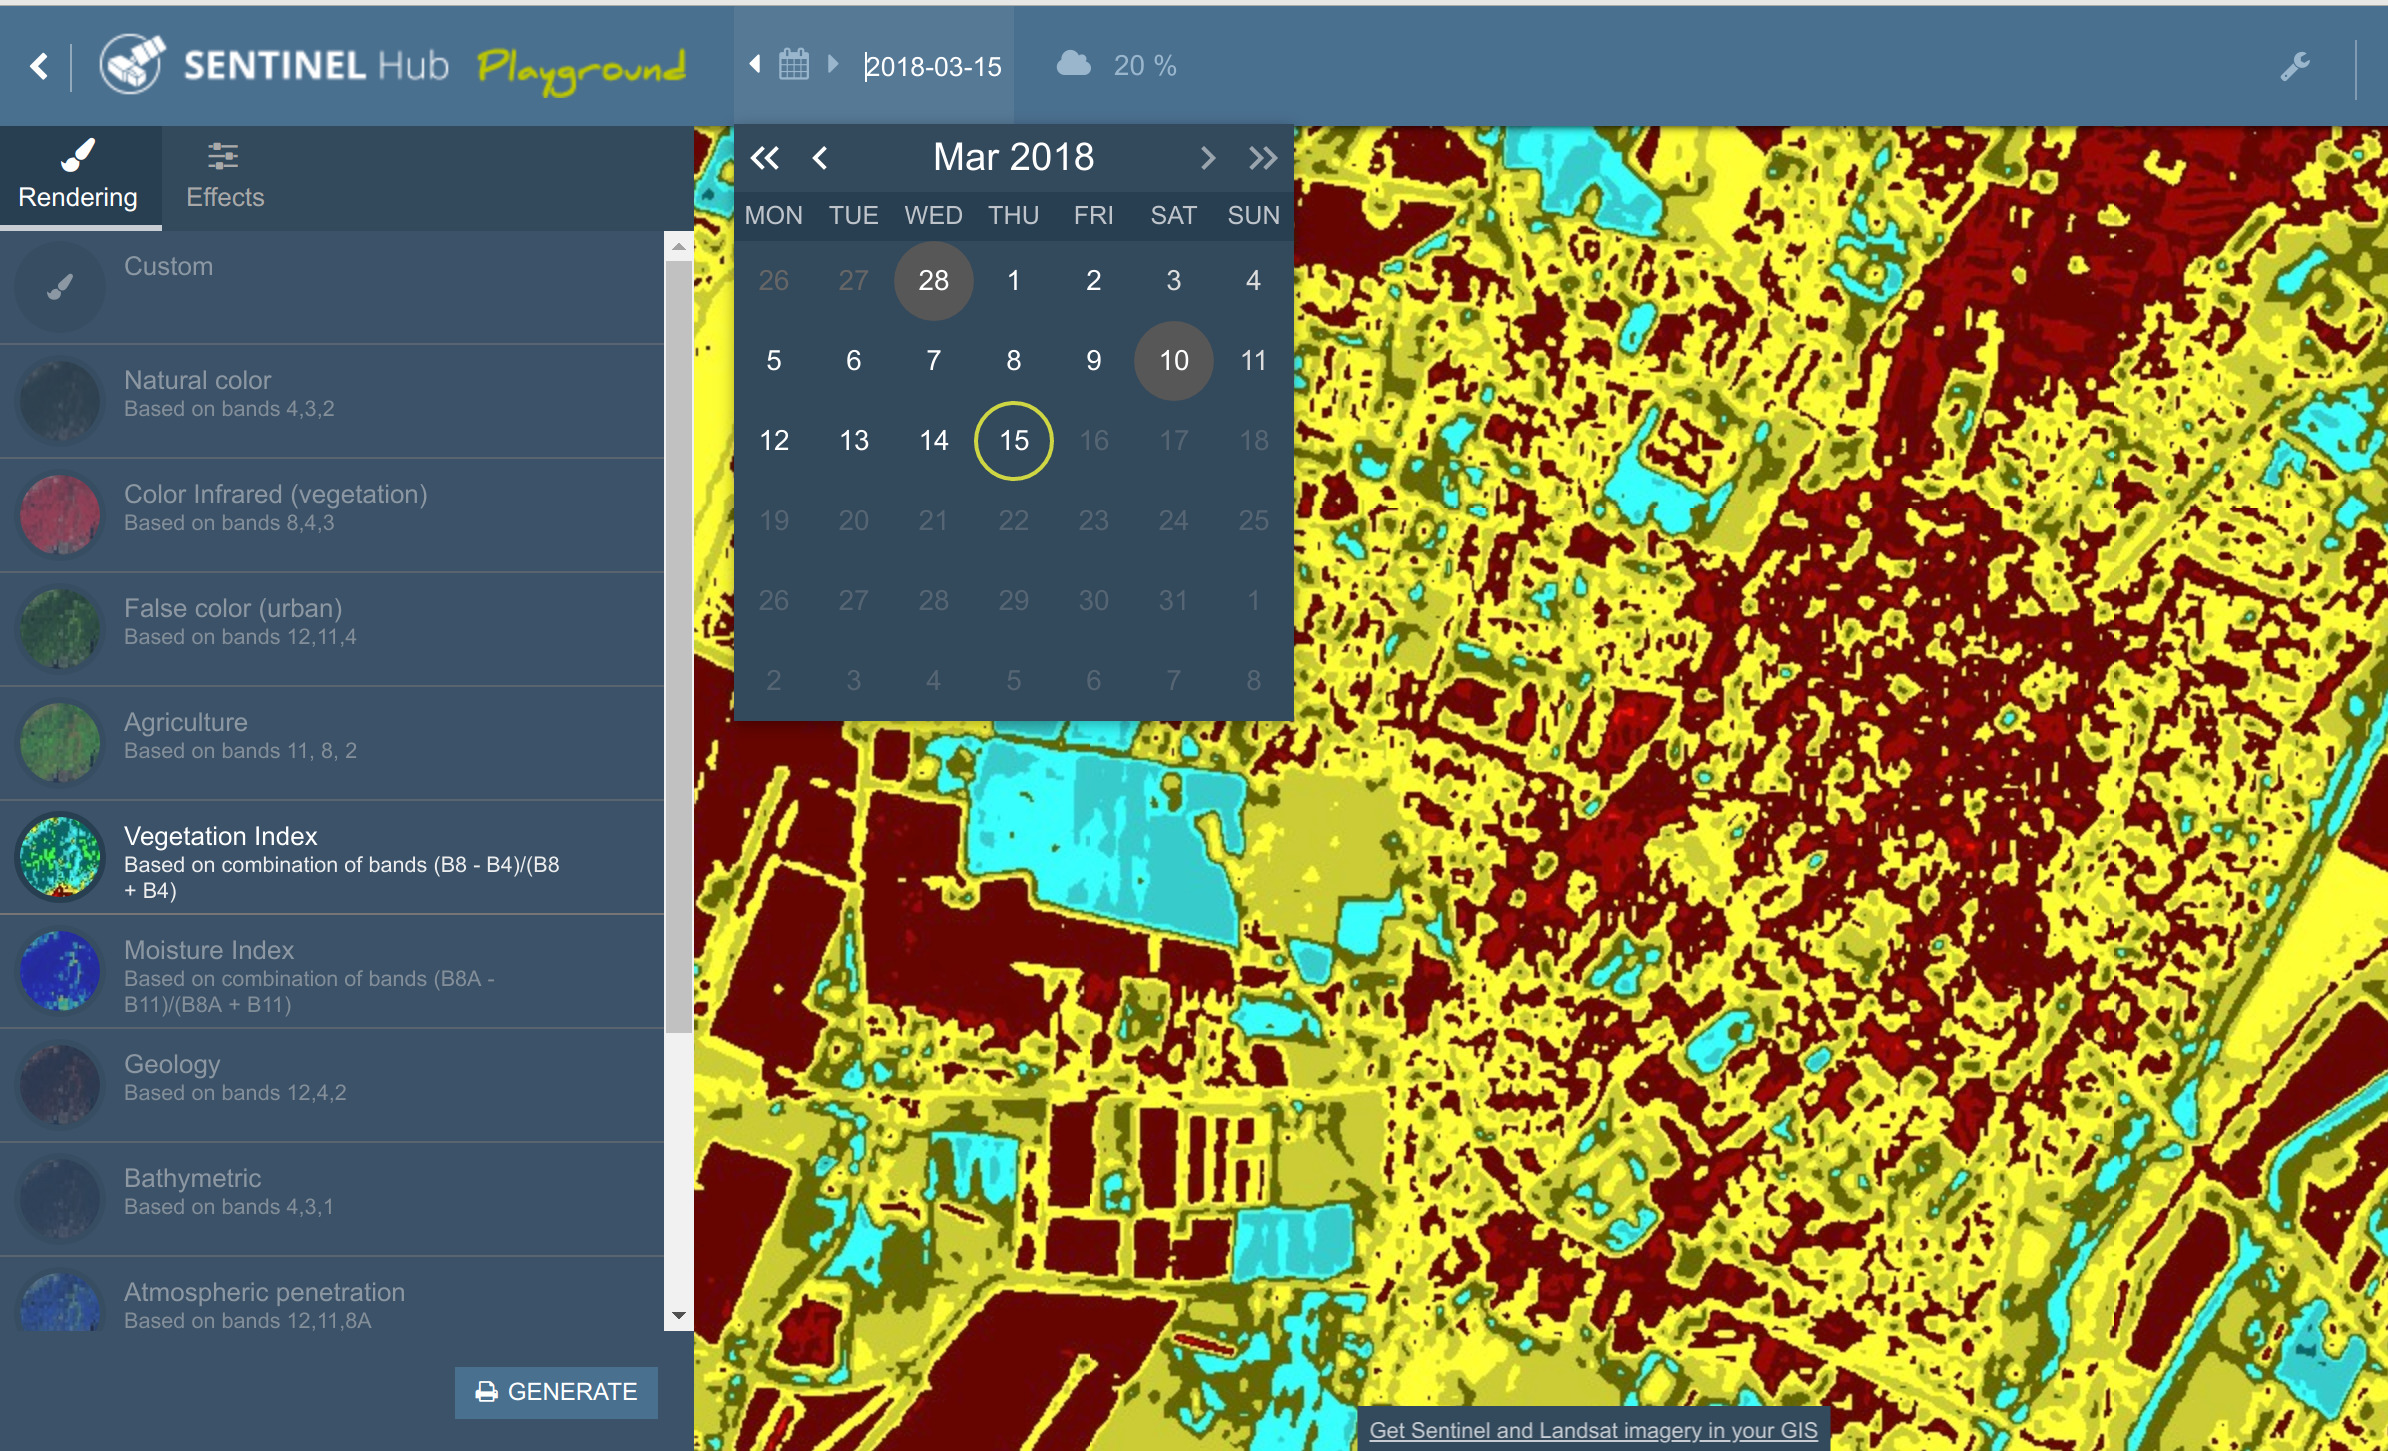 SENTINEL Hub Playground
2018-03-15
20 %
Rendering
Effects
Custom
Natural color
Based on bands 4,3,2
Color Infrared (vegetation)
Based on bands 8,4,3
False color (urban)
Based on bands 12,11,4
Agriculture
Based on bands 11, 8, 2
Vegetation Index
Based on combination of bands (B8 - B4)/(B8
+ B4)
Moisture Index
Based on combination of bands (B8A -
B11)/(B8A + B11)
Geology
Based on bands 12,4,2
Bathymetric
Based on bands 4,3,1
Atmospheric penetration
Based on bands 12,11,8A
GENERATE
Mar 2018
MON TUE WED THU FRI SAT SUN
26 27 28 1 2 3 4
5 6 7 8 9 10 11
12 13 14 15 16 17 18
19 20 21 22 23 24 25
26 27 28 29 30 31 1
2 3 4 5 6 7 8
Get Sentinel and Landsat imagery in your GIS